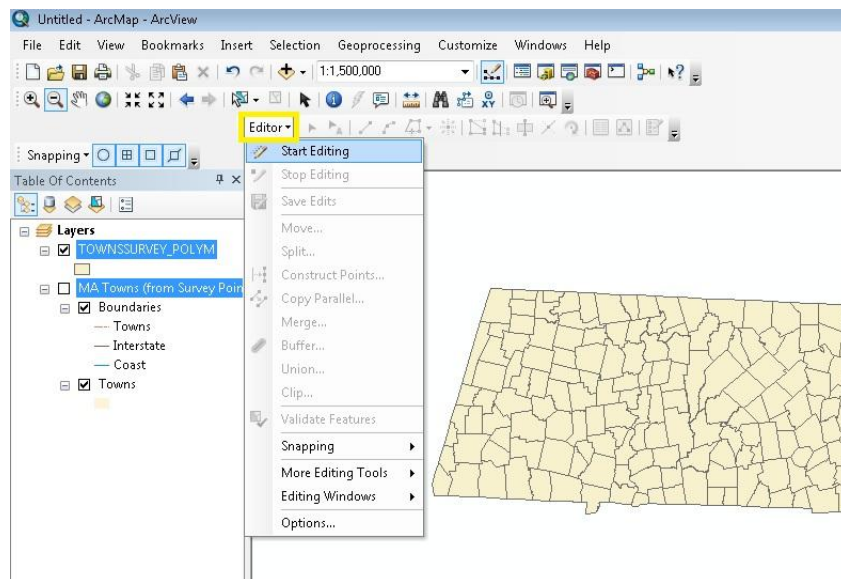 Untitled - ArcMap - ArcView
File Edit View Bookmarks Insert Selection Geoprocessing Customize Windows Help
1:1,500,000
Editor
Snapping
Start Editing
Stop Editing
Save Edits
Move...
Split...
Construct Points...
Copy Parallel...
Merge...
Buffer...
Union...
Clip...
Validate Features
Snapping
More Editing Tools
Editing Windows
Options...
Table Of Contents
Layers
TOWNSSURVEY_POLYM
MA Towns (from Survey Poin
Boundaries
Towns
Interstate
Coast
Towns